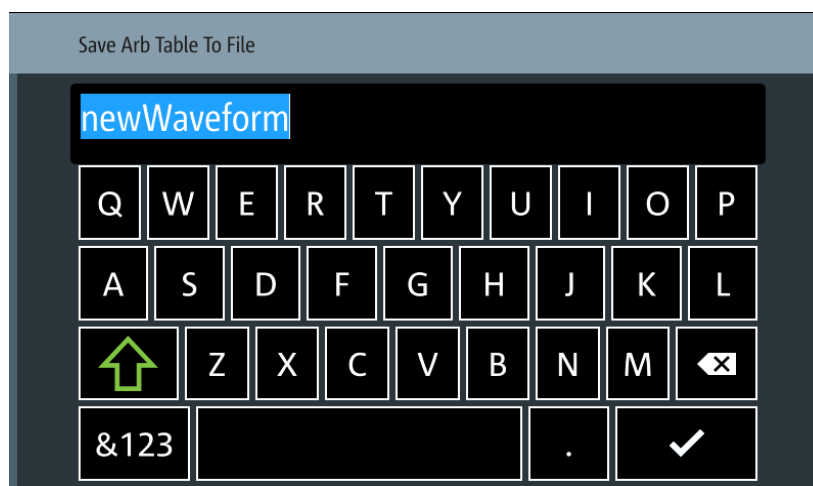 Save Arb Table To File
newWaveform
Q W E R T Y U I O P
A S D F G H J K L
Z X C V B N M
&123 .